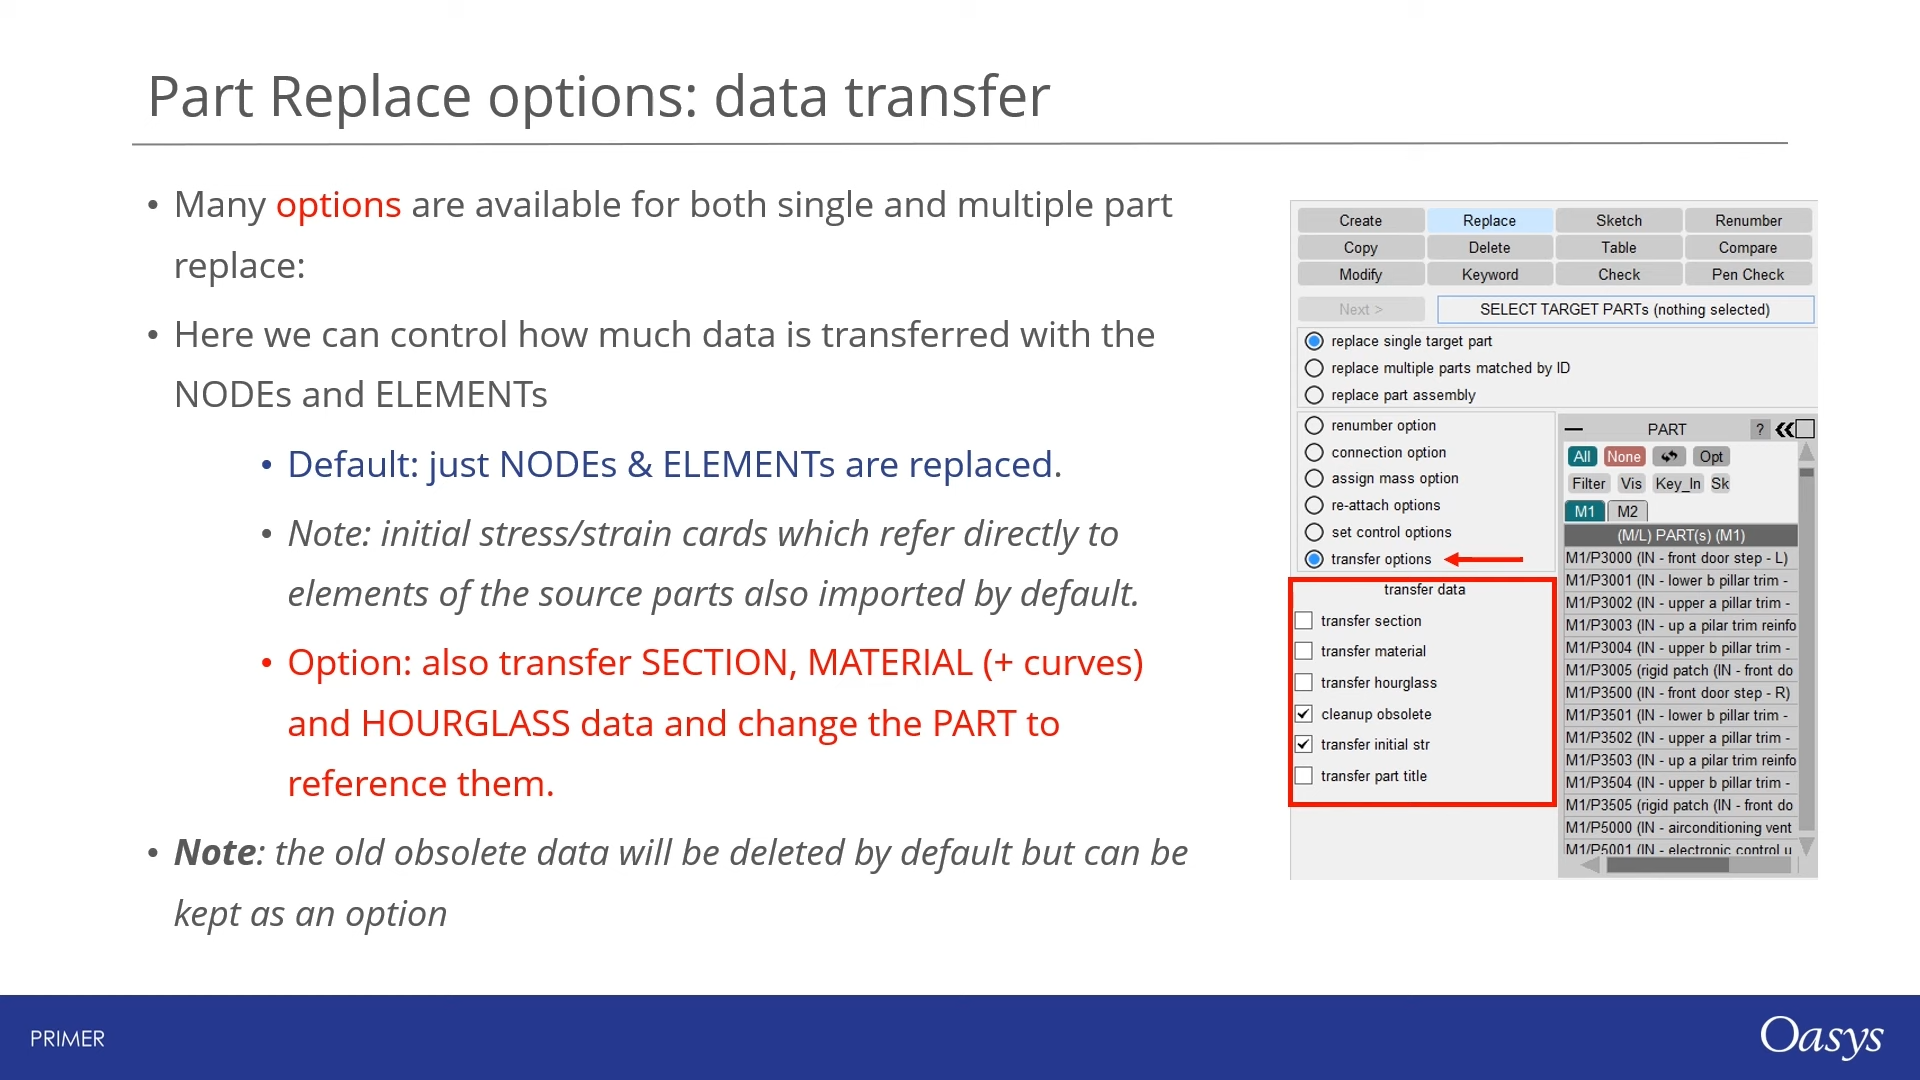 Part Replace options: data transfer
• Many options are available for both single and multiple part
replace:
• Here we can control how much data is transferred with the
NODEs and ELEMENTs
• Default: just NODEs & ELEMENTs are replaced.
• Note: initial stress/strain cards which refer directly to
elements of the source parts also imported by default.
• Option: also transfer SECTION, MATERIAL (+ curves)
and HOURGLASS data and change the PART to
reference them.
• Note: the old obsolete data will be deleted by default but can be
kept as an option
Create Replace Sketch Renumber
Copy Delete Table Compare
Modify Keyword Check Pen Check
Next > SELECT TARGET PARTs (nothing selected)
replace single target part
replace multiple parts matched by ID
replace part assembly
renumber option
connection option
assign mass option
re-attach options
set control options
transfer options
transfer data
transfer section
transfer material
transfer hourglass
cleanup obsolete
transfer initial str
transfer part title
PART ?
All None Opt
Filter Vis Key_In Sk
M1 M2
(M/L) PART(s) (M1)
M1/P3000 (IN - front door step - L)
M1/P3001 (IN - lower b pillar trim -
M1/P3002 (IN - upper a pillar trim -
M1/P3003 (IN - up a pilar trim reinfo
M1/P3004 (IN - upper b pillar trim -
M1/P3005 (rigid patch (IN - front do
M1/P3500 (IN - front door step - R)
M1/P3501 (IN - lower b pillar trim -
M1/P3502 (IN - upper a pillar trim -
M1/P3503 (IN - up a pilar trim reinfo
M1/P3504 (IN - upper b pillar trim -
M1/P3505 (rigid patch (IN - front do
M1/P5000 (IN - airconditioning vent
M1/P5001 (IN - electronic control u
PRIMER
Oasys